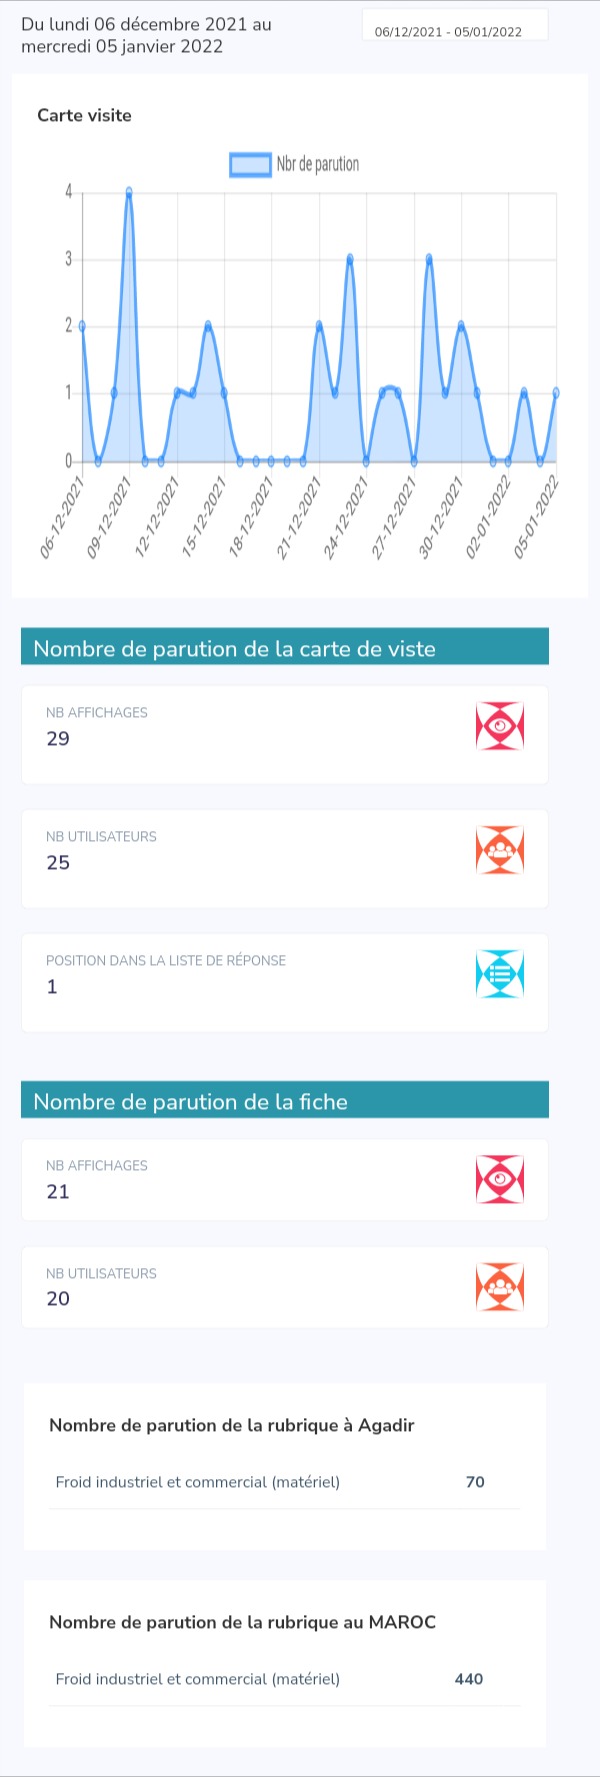 Du lundi 06 décembre 2021 au
mercredi 05 janvier 2022
06/12/2021 - 05/01/2022
Carte visite
Nbr de parution
4
3
2
1
0
06-12-2021
09-12-2021
12-12-2021
15-12-2021
18-12-2021
21-12-2021
24-12-2021
27-12-2021
30-12-2021
02-01-2022
05-01-2022
Nombre de parution de la carte de viste
NB AFFICHAGES
29
NB UTILISATEURS
25
POSITION DANS LA LISTE DE RÉPONSE
1
Nombre de parution de la fiche
NB AFFICHAGES
21
NB UTILISATEURS
20
Nombre de parution de la rubrique à Agadir
Froid industriel et commercial (matériel) 70
Nombre de parution de la rubrique au MAROC
Froid industriel et commercial (matériel) 440